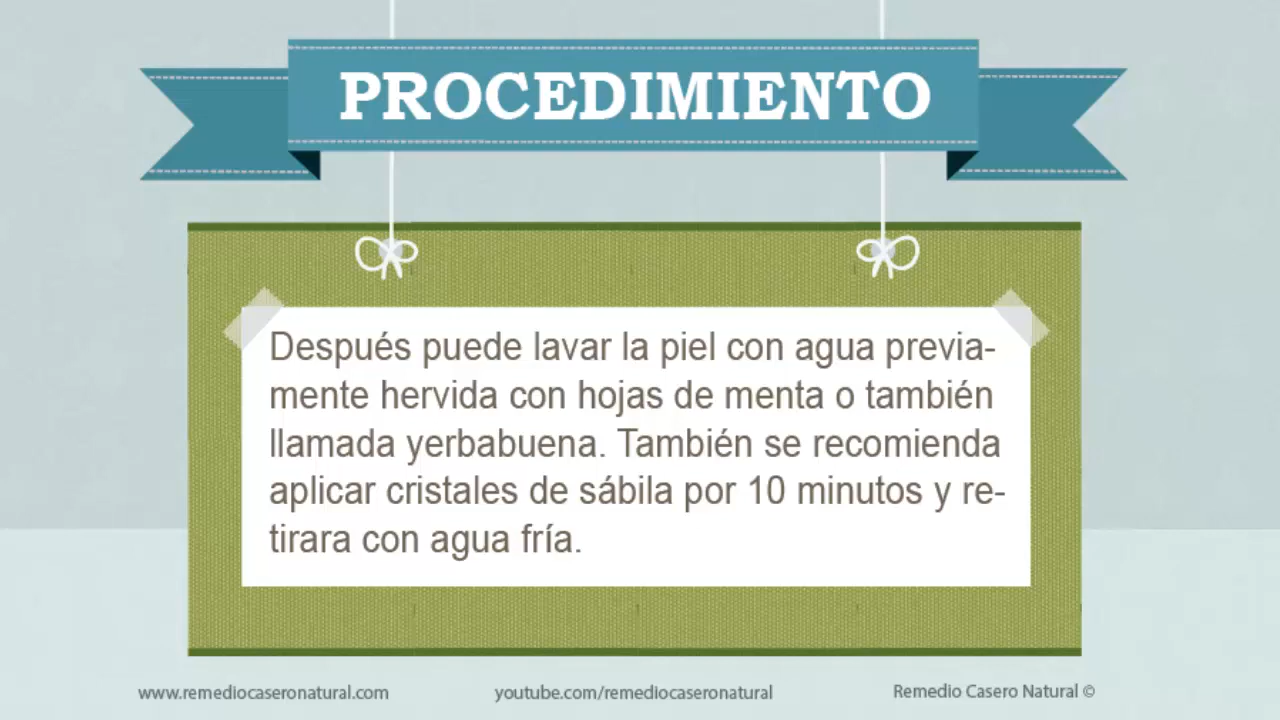 PROCEDIMIENTO
Después puede lavar la piel con agua previa-
mente hervida con hojas de menta o también
llamada yerbabuena. También se recomienda
aplicar cristales de sábila por 10 minutos y re-
tirara con agua fría.
www.remediocaseronatural.com
youtube.com/remediocaseronatural
Remedio Casero Natural ©